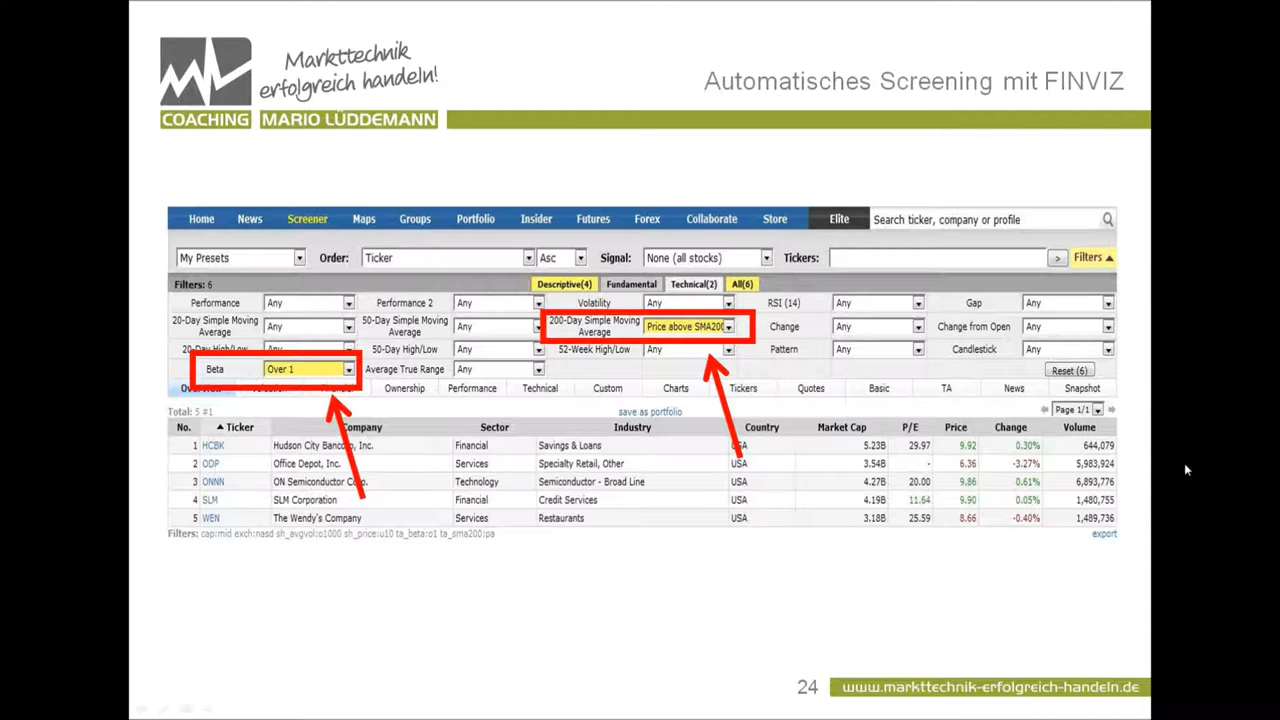 Markttechnik
erfolgreich handeln!
COACHING MARIO LÜDDEMANN
Automatisches Screening mit FINVIZ
Home News Screener Maps Groups Portfolio Insider Futures Forex Collaborate Store Elite Search ticker, company or profile
My Presets Order: Ticker Asc Signal: None (all stocks) Tickers: > Filters
Filters: 6 Descriptive(4) Fundamental Technical(2) All(6)
Performance Any Performance 2 Any Volatility Any RSI (14) Any Gap Any
20-Day Simple Moving Average Any 50-Day Simple Moving Average Any 200-Day Simple Moving Average Price above SMA200 Change Any Change from Open Any
20-Day High/Low Any 50-Day High/Low Any 52-Week High/Low Any Pattern Any Candlestick Any
Beta Over 1 Average True Range Any Reset (6)
Overview Financial Ownership Performance Technical Custom Charts Tickers Quotes Basic TA News Snapshot
Total: 5 #1 save as portfolio Page 1/1
No. Ticker Company Sector Industry Country Market Cap P/E Price Change Volume
1 HCBK Hudson City Bancorp, Inc. Financial Savings & Loans USA 5.23B 29.97 9.92 0.30% 644,079
2 ODP Office Depot, Inc. Services Specialty Retail, Other USA 3.54B - 6.36 -3.27% 5,983,924
3 ONNN ON Semiconductor Corp. Technology Semiconductor - Broad Line USA 4.27B 20.00 9.86 0.61% 6,893,776
4 SLM SLM Corporation Financial Credit Services USA 4.19B 11.64 9.90 0.05% 1,480,755
5 WEN The Wendy's Company Services Restaurants USA 3.18B 25.59 8.66 -0.40% 1,489,736
Filters: cap:mid exch:nasd sh_avgvol:o1000 sh_price:u10 ta_beta:o1 ta_sma200:pa export
24 www.markttechnik-erfolgreich-handeln.de